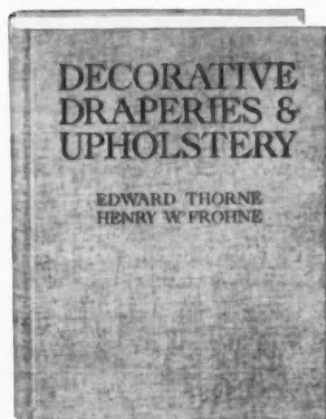 DECORATIVE
DRAPERIES &
UPHOLSTERY
EDWARD THORNE
HENRY W. FROHNE